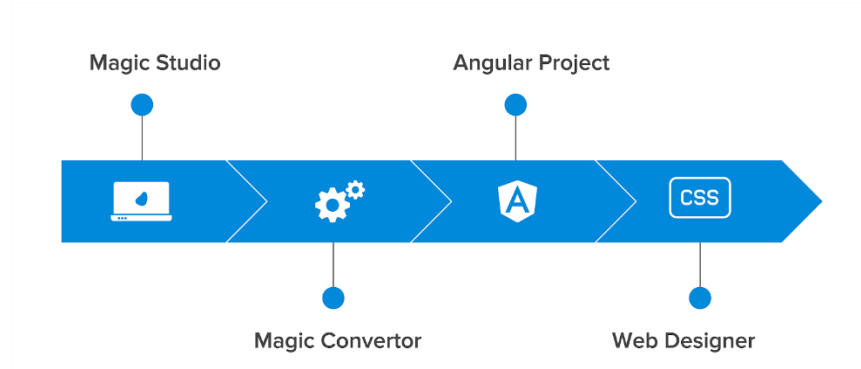 Magic Studio
Angular Project
A
CSS
Magic Convertor
Web Designer